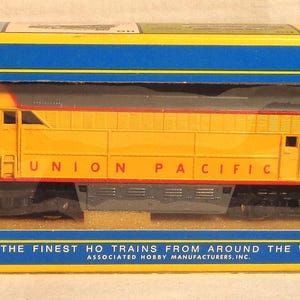 UNION PACIFIC
THE FINEST HO TRAINS FROM AROUND THE
ASSOCIATED HOBBY MANUFACTURERS, INC.